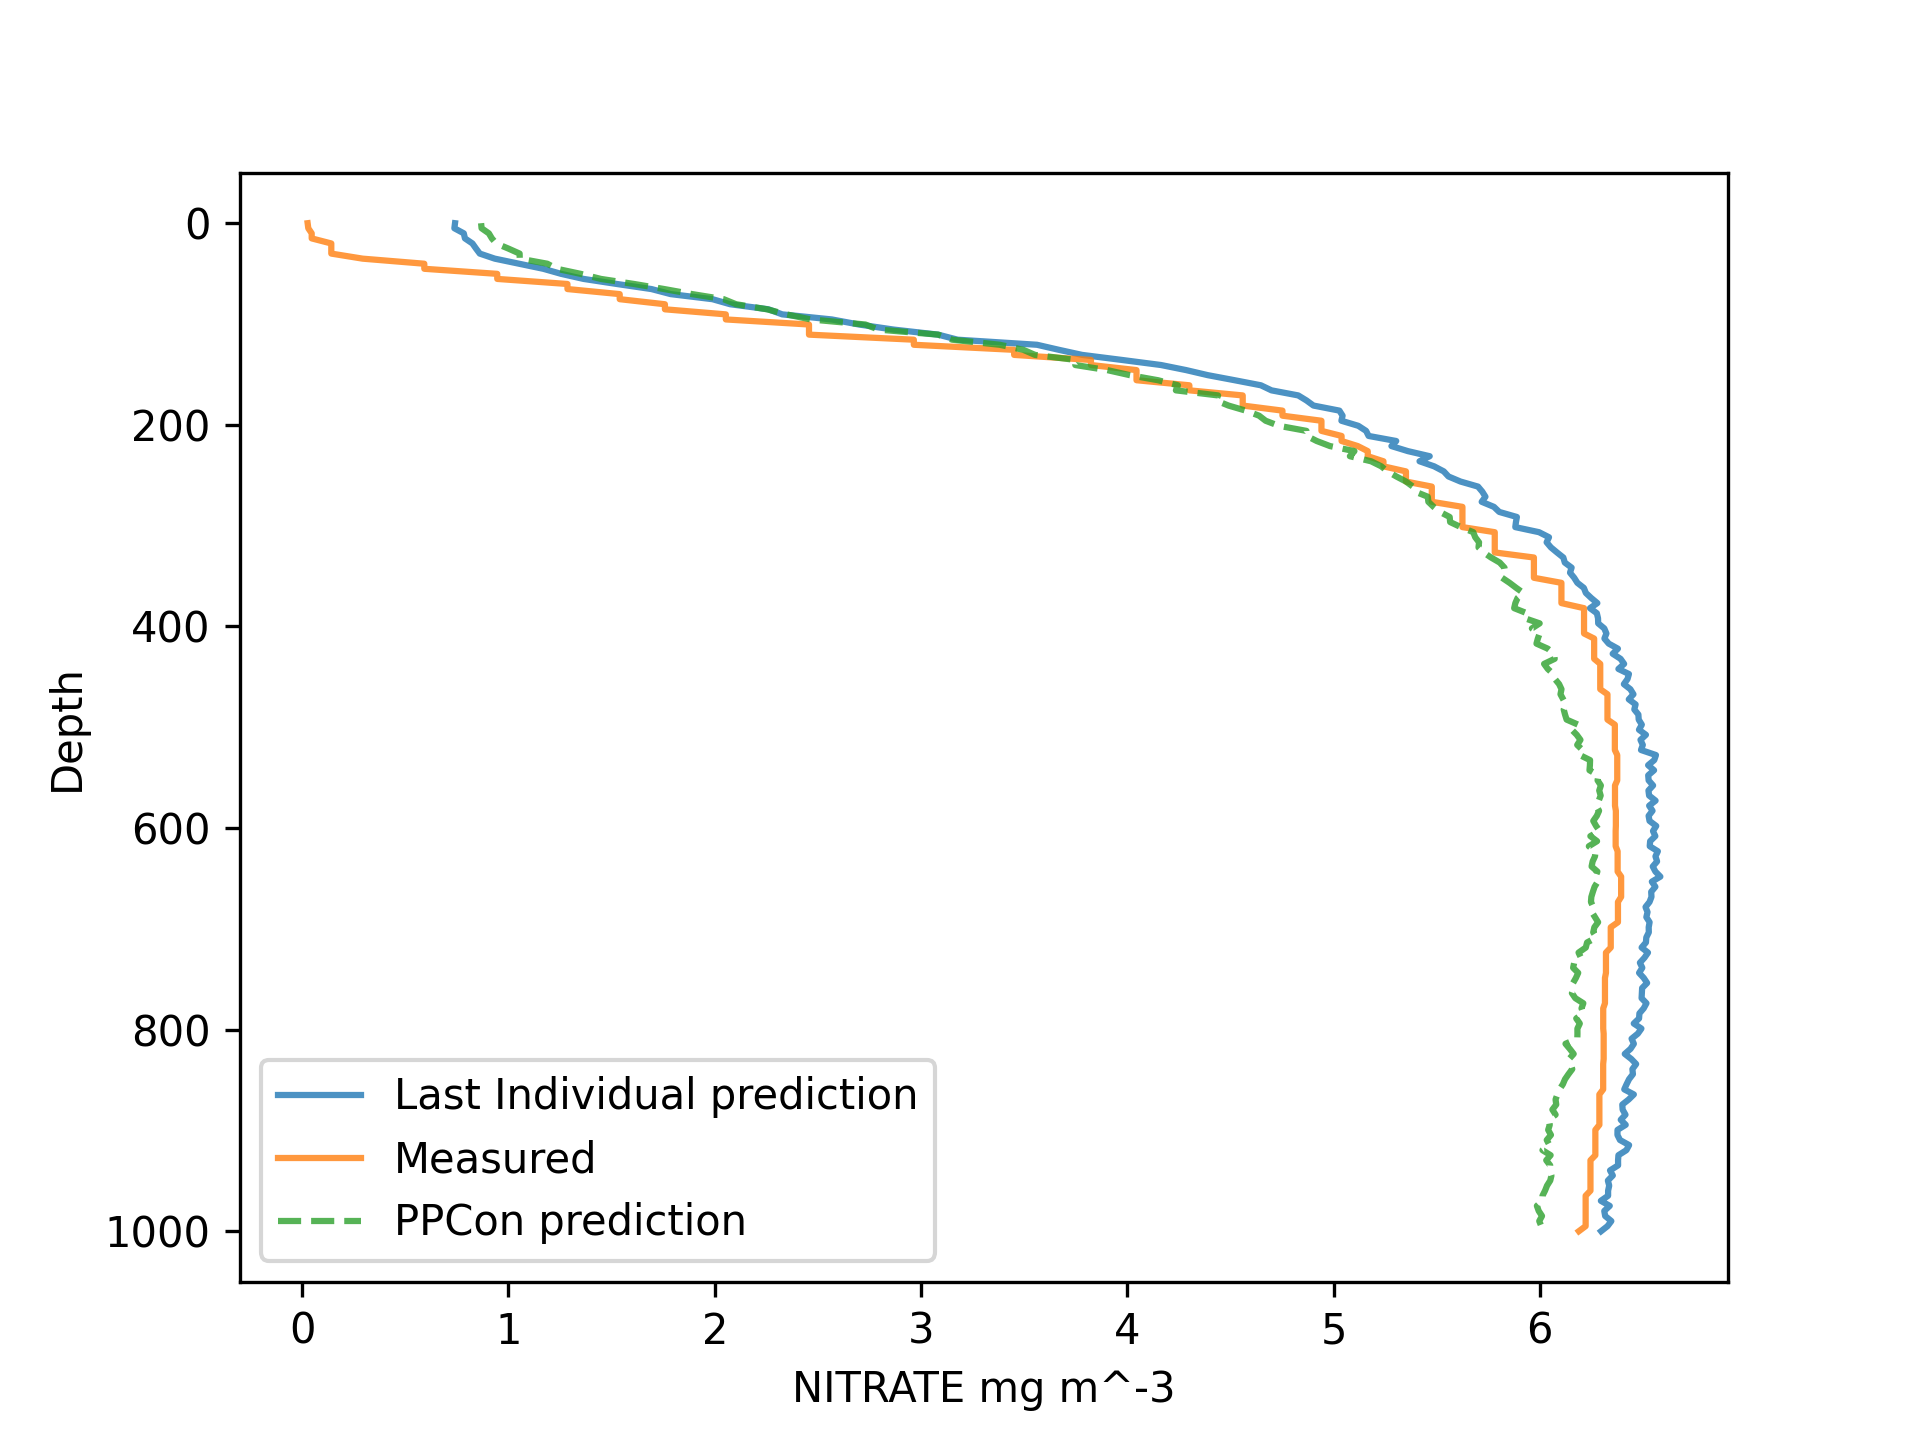 0
200
400
600
800
1000
Depth
Last Individual prediction
Measured
PPCon prediction
0 1 2 3 4 5 6
NITRATE mg m^-3